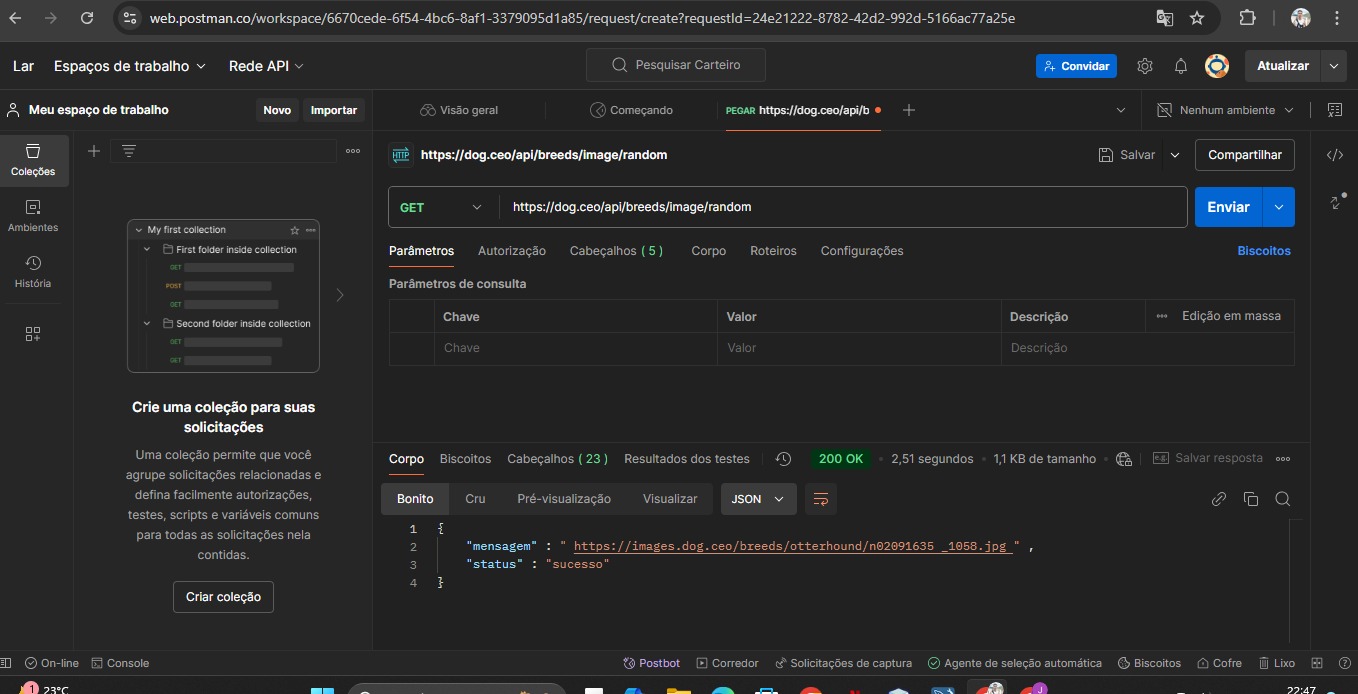 web.postman.co/workspace/6670cede-6f54-4bc6-8af1-3379095d1a85/request/create?requestId=24e21222-8782-42d2-992d-5166ac77a25e
Lar Espaços de trabalho Rede API Pesquisar Carteiro Convidar Atualizar
Meu espaço de trabalho Novo Importar Visão geral Começando PEGAR https://dog.ceo/api/b Nenhum ambiente
Coleções
Ambientes
História
My first collection
First folder inside collection
GET
POST
GET
Second folder inside collection
GET
GET
Crie uma coleção para suas
solicitações
Uma coleção permite que você
agrupe solicitações relacionadas e
defina facilmente autorizações,
testes, scripts e variáveis comuns
para todas as solicitações nela
contidas.
Criar coleção
HTTP https://dog.ceo/api/breeds/image/random Salvar Compartilhar
GET https://dog.ceo/api/breeds/image/random Enviar
Parâmetros Autorização Cabeçalhos ( 5 ) Corpo Roteiros Configurações Biscoitos
Parâmetros de consulta
Chave Valor Descrição Edição em massa
Chave Valor Descrição
Corpo Biscoitos Cabeçalhos ( 23 ) Resultados dos testes 200 OK 2,51 segundos 1,1 KB de tamanho e.g. Salvar resposta
Bonito Cru Pré-visualização Visualizar JSON
1 {
2 "mensagem" : " https://images.dog.ceo/breeds/otterhound/n02091635 _1058.jpg " ,
3 "status" : "sucesso"
4 }
On-line Console Postbot Corredor Solicitações de captura Agente de seleção automática Biscoitos Cofre Lixo
1 23°C J 22:47